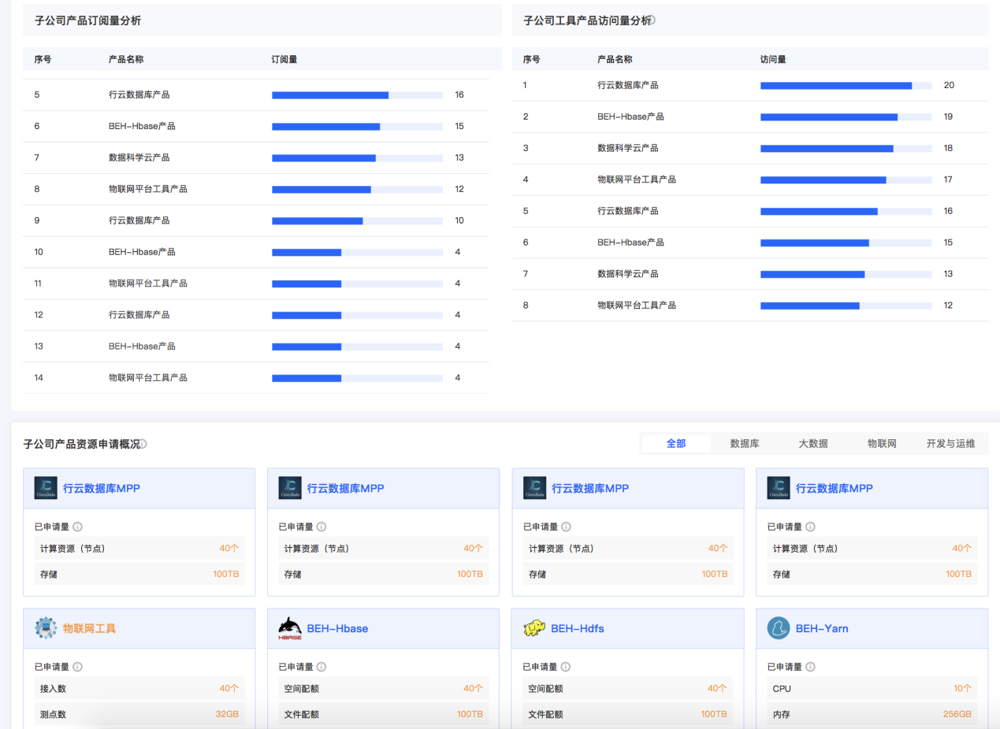 子公司产品订阅量分析
序号 产品名称 订阅量
5 行云数据库产品 16
6 BEH-Hbase产品 15
7 数据科学云产品 13
8 物联网平台工具产品 12
9 行云数据库产品 10
10 BEH-Hbase产品 4
11 物联网平台工具产品 4
12 行云数据库产品 4
13 BEH-Hbase产品 4
14 物联网平台工具产品 4
子公司工具产品访问量分析
序号 产品名称 访问量
1 行云数据库产品 20
2 BEH-Hbase产品 19
3 数据科学云产品 18
4 物联网平台工具产品 17
5 行云数据库产品 16
6 BEH-Hbase产品 15
7 数据科学云产品 13
8 物联网平台工具产品 12
子公司产品资源申请概况
全部 数据库 大数据 物联网 开发与运维
行云数据库MPP
已申请量
计算资源（节点） 40个
存储 100TB
行云数据库MPP
已申请量
计算资源（节点） 40个
存储 100TB
行云数据库MPP
已申请量
计算资源（节点） 40个
存储 100TB
行云数据库MPP
已申请量
计算资源（节点） 40个
存储 100TB
物联网工具
已申请量
接入数 40个
测点数 32GB
HBASE
BEH-Hbase
已申请量
空间配额 40个
文件配额 100TB
BEH-Hdfs
已申请量
空间配额 40个
文件配额 100TB
BEH-Yarn
已申请量
CPU 10个
内存 256GB